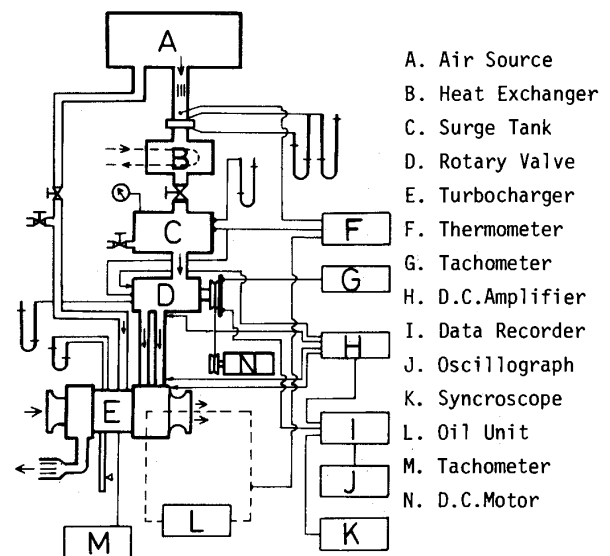 A
B
C
D
E
F
G
H
I
J
K
L
M
N
A. Air Source
B. Heat Exchanger
C. Surge Tank
D. Rotary Valve
E. Turbocharger
F. Thermometer
G. Tachometer
H. D.C.Amplifier
I. Data Recorder
J. Oscillograph
K. Syncroscope
L. Oil Unit
M. Tachometer
N. D.C.Motor